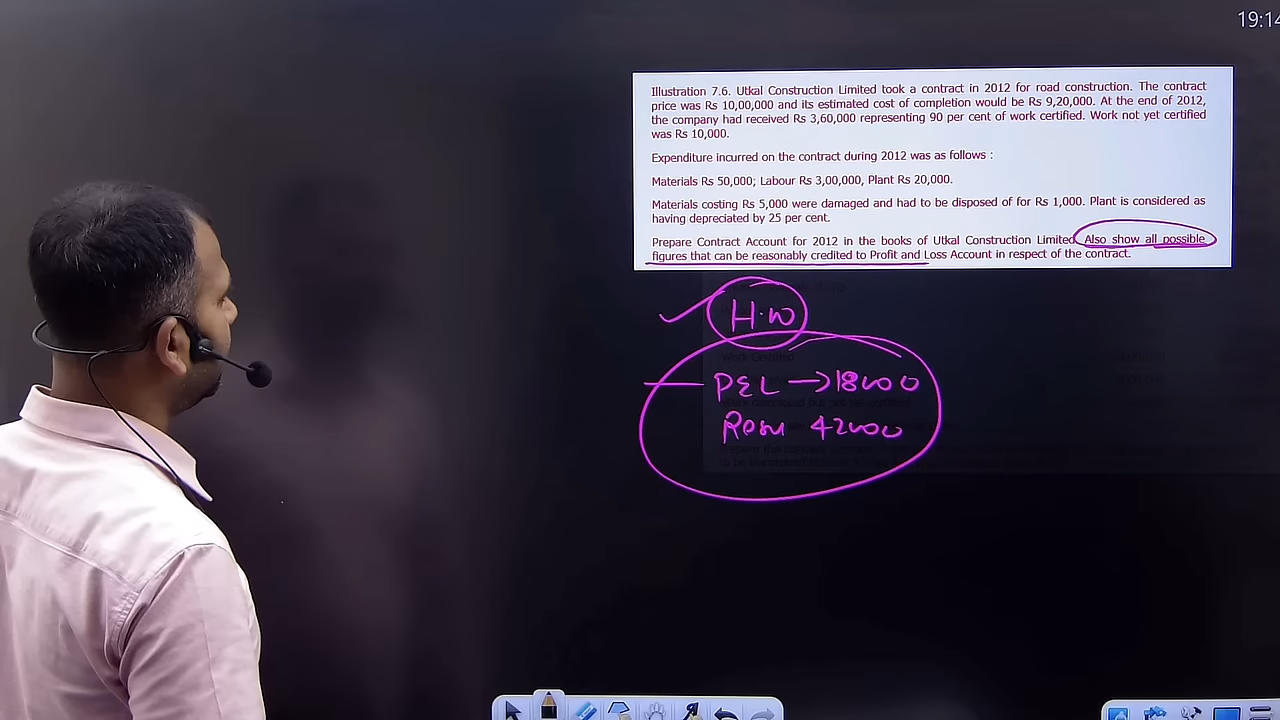 19:14
Illustration 7.6. Utkal Construction Limited took a contract in 2012 for road construction. The contract
price was Rs 10,00,000 and its estimated cost of completion would be Rs 9,20,000. At the end of 2012,
the company had received Rs 3,60,000 representing 90 per cent of work certified. Work not yet certified
was Rs 10,000.
Expenditure incurred on the contract during 2012 was as follows :
Materials Rs 50,000; Labour Rs 3,00,000, Plant Rs 20,000.
Materials costing Rs 5,000 were damaged and had to be disposed of for Rs 1,000. Plant is considered as
having depreciated by 25 per cent.
Prepare Contract Account for 2012 in the books of Utkal Construction Limited. Also show all possible
figures that can be reasonably credited to Profit and Loss Account in respect of the contract.
H.W
P&L → 18000
42000